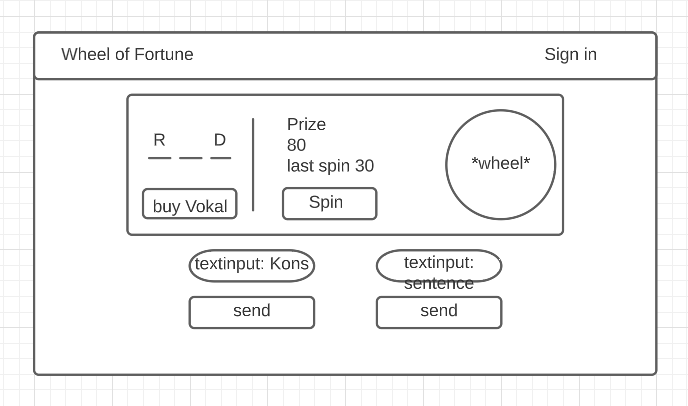 Wheel of Fortune
Sign in
R D
buy Vokal
Prize
80
last spin 30
Spin
*wheel*
textinput: Kons
send
textinput:
sentence
send